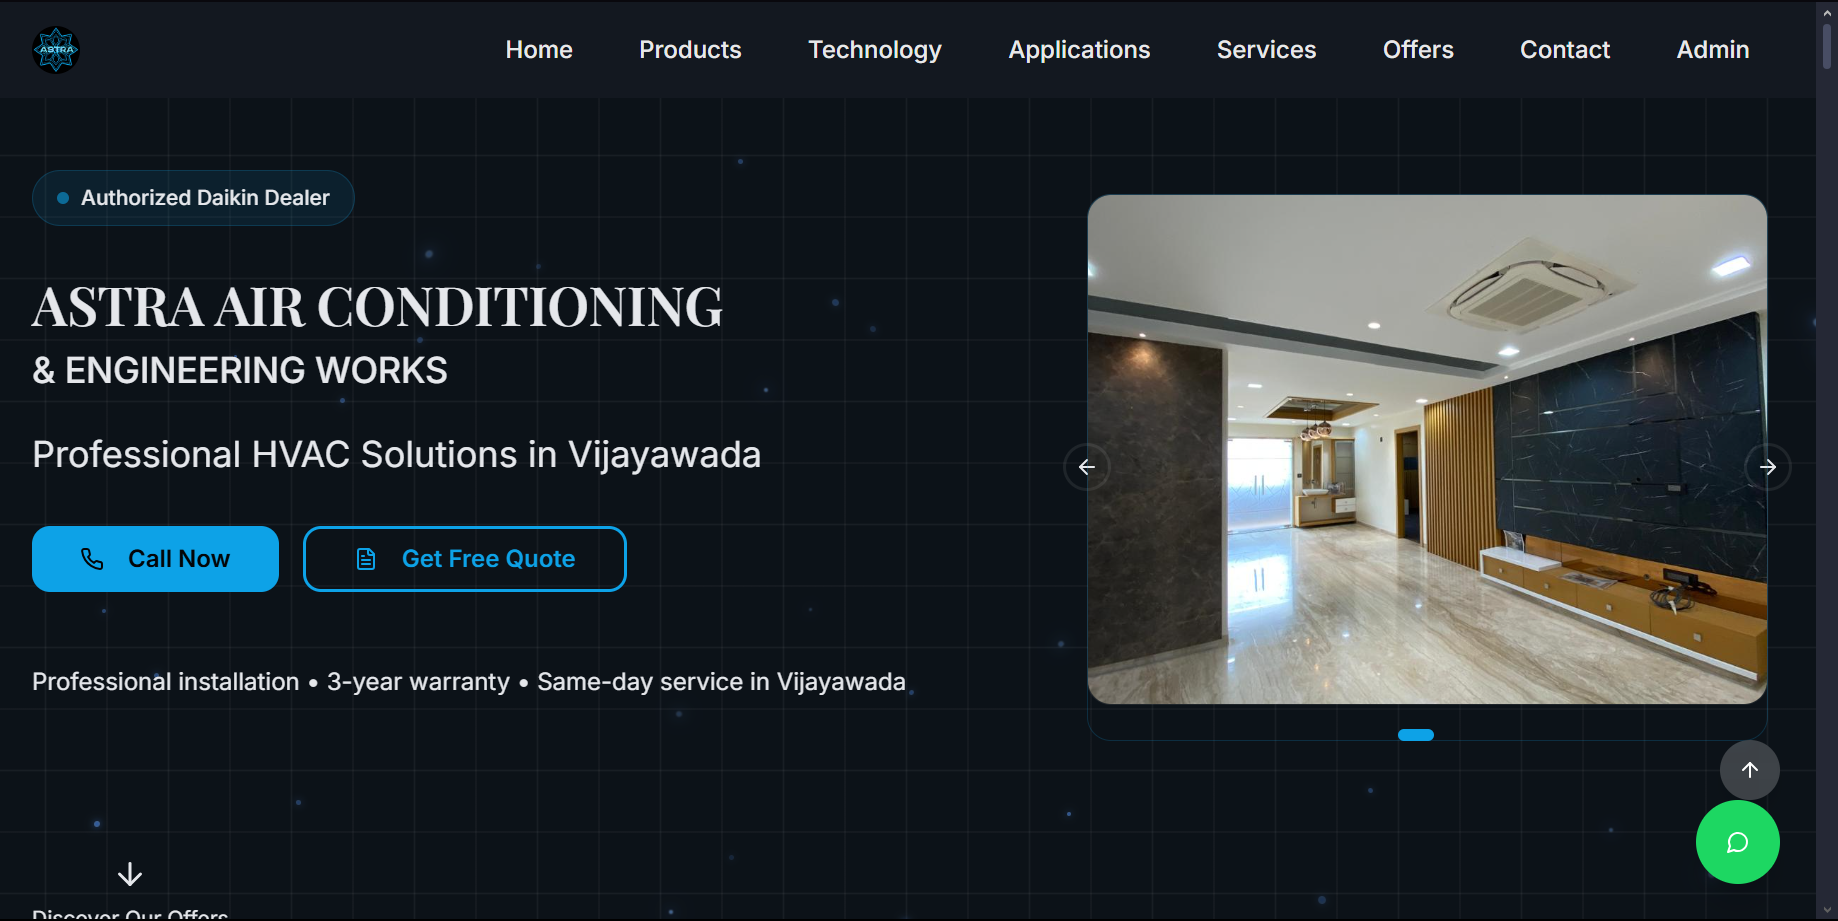 ASTRA
Home
Products
Technology
Applications
Services
Offers
Contact
Admin
Authorized Daikin Dealer
ASTRA AIR CONDITIONING
& ENGINEERING WORKS
Professional HVAC Solutions in Vijayawada
Call Now
Get Free Quote
Professional installation • 3-year warranty • Same-day service in Vijayawada
Discover Our Offers